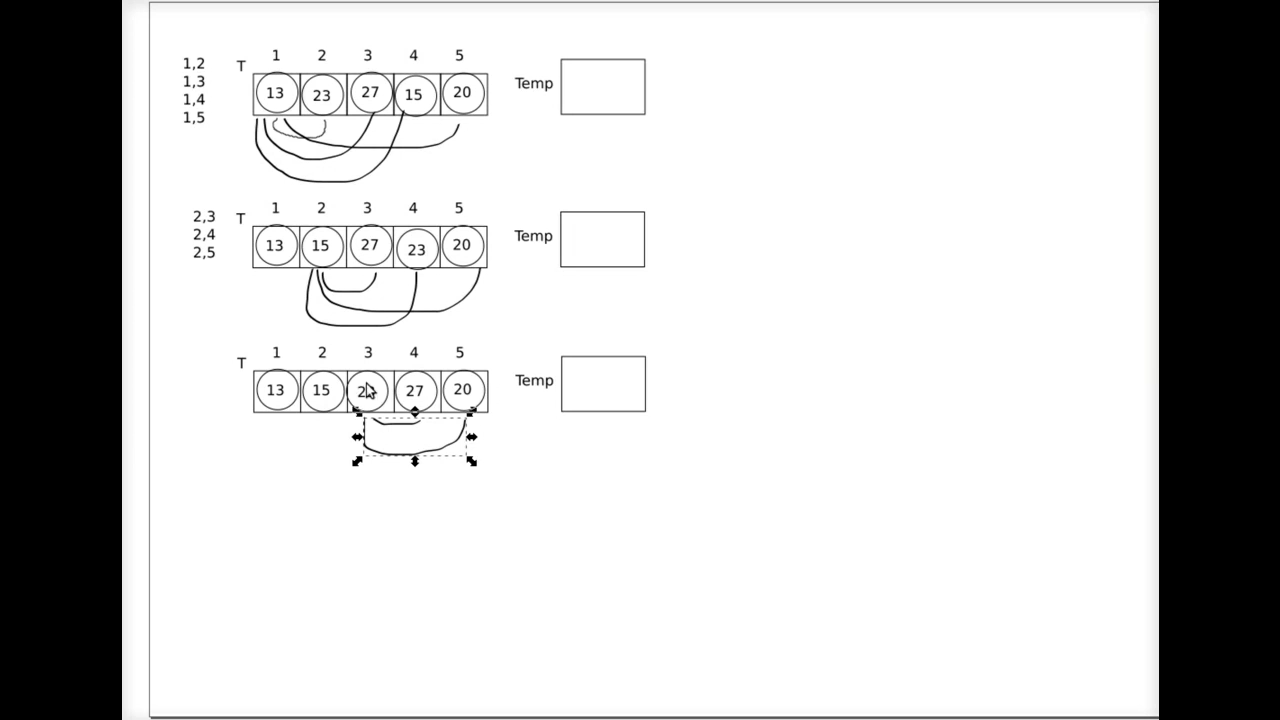 1,2
1,3
1,4
1,5
T 1 2 3 4 5
13 23 27 15 20
Temp
2,3
2,4
2,5
T 1 2 3 4 5
13 15 27 23 20
Temp
T 1 2 3 4 5
13 15 27 20
Temp